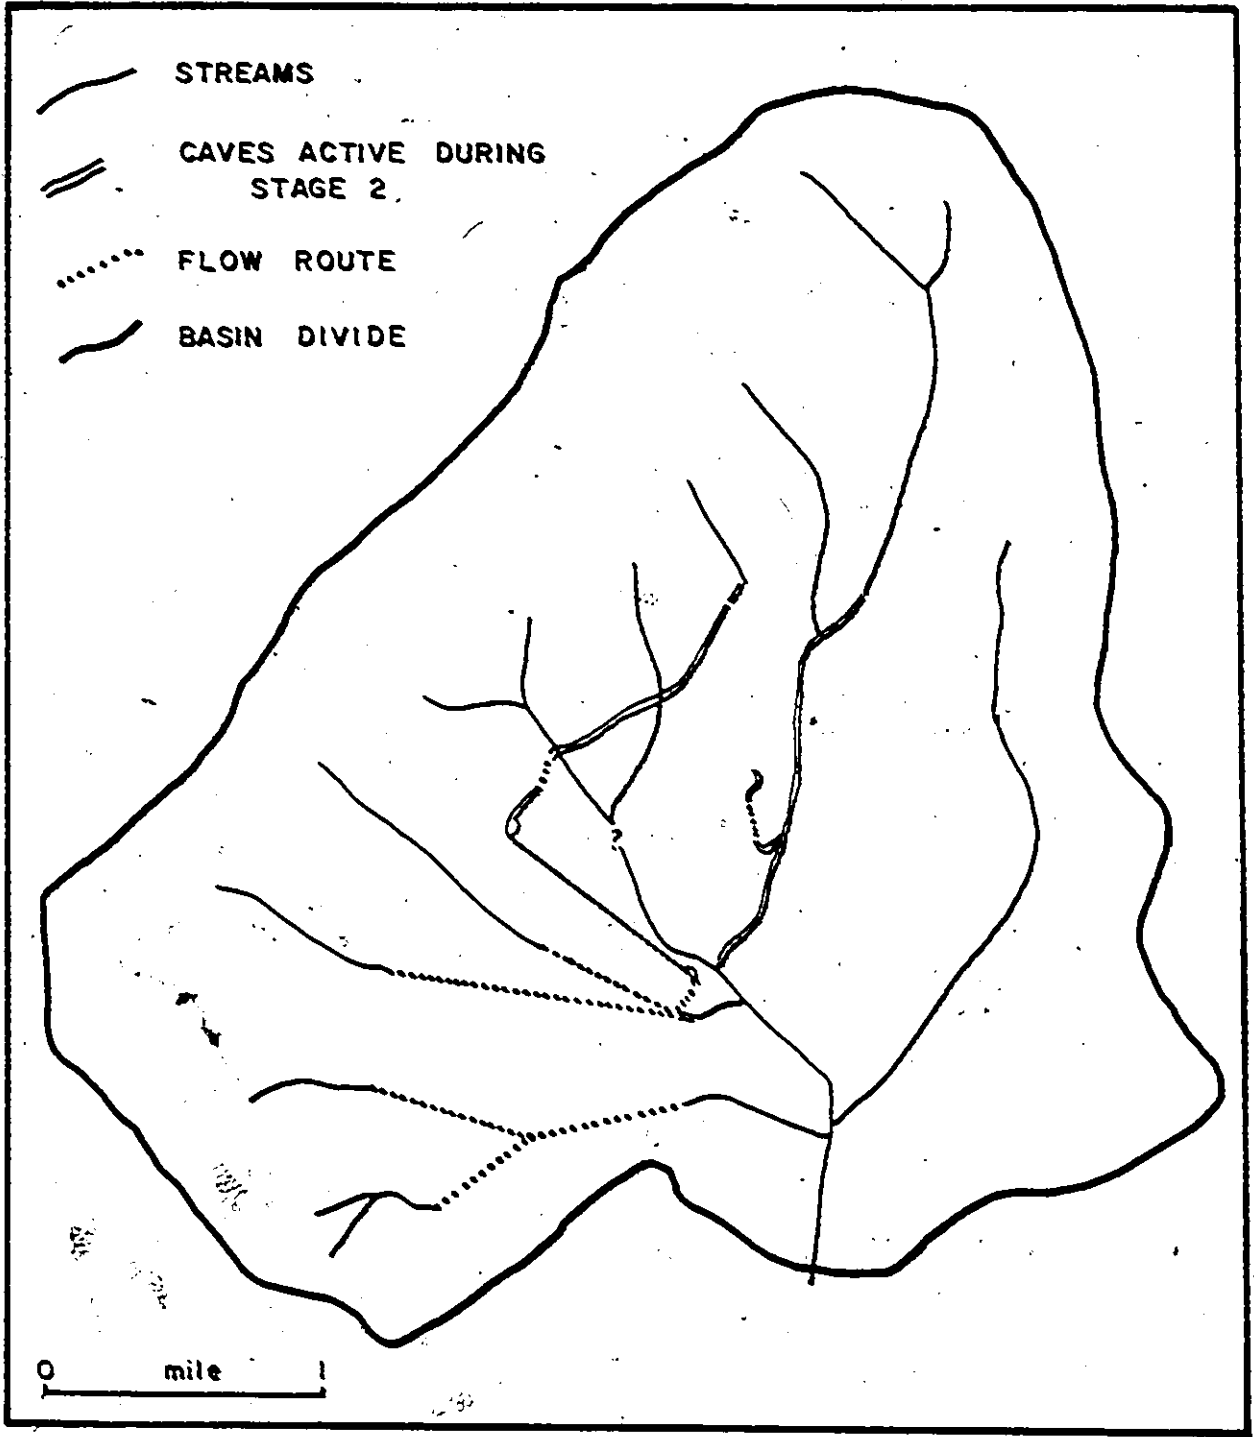 STREAMS
CAVES ACTIVE DURING
STAGE 2
FLOW ROUTE
BASIN DIVIDE
0 mile 1